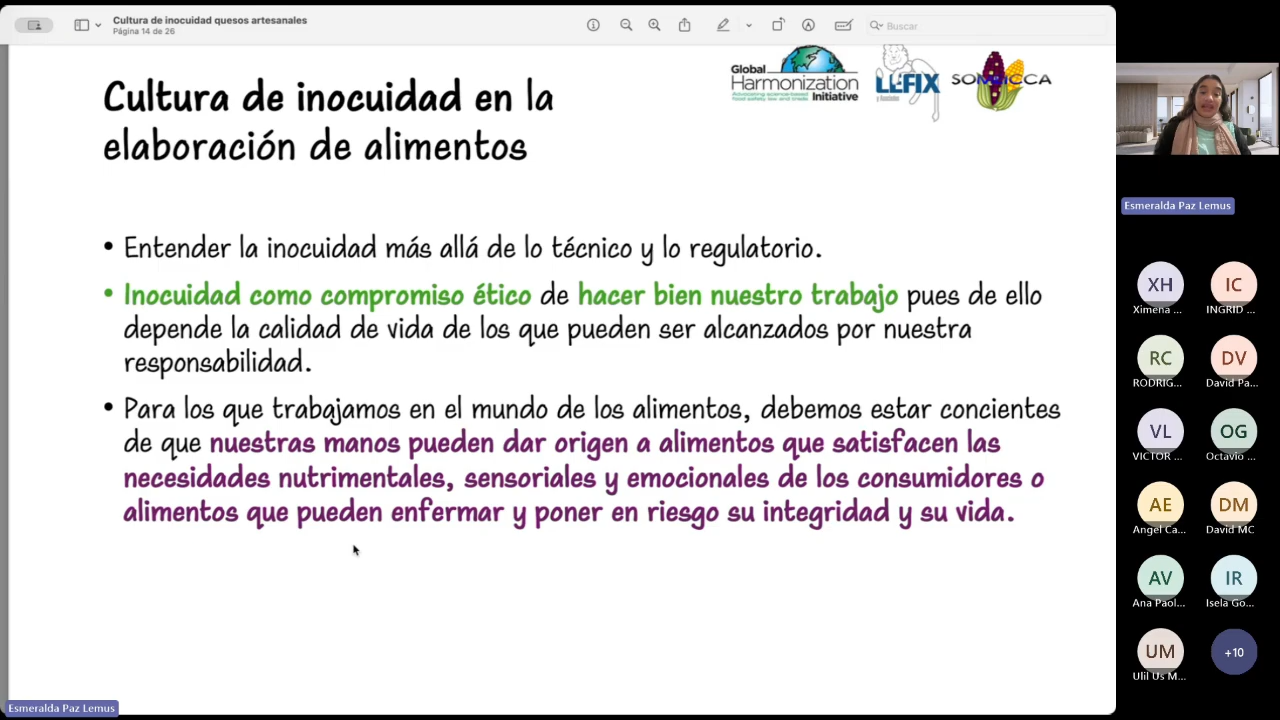 Cultura de inocuidad quesos artesanales
Página 14 de 26
Buscar
Cultura de inocuidad en la
elaboración de alimentos
Global
Harmonization
Initiative
LEFIX
SOMEICCA
• Entender la inocuidad más allá de lo técnico y lo regulatorio.
• Inocuidad como compromiso ético de hacer bien nuestro trabajo pues de ello
depende la calidad de vida de los que pueden ser alcanzados por nuestra
responsabilidad.
• Para los que trabajamos en el mundo de los alimentos, debemos estar concientes
de que nuestras manos pueden dar origen a alimentos que satisfacen las
necesidades nutrimentales, sensoriales y emocionales de los consumidores o
alimentos que pueden enfermar y poner en riesgo su integridad y su vida.
Esmeralda Paz Lemus
Esmeralda Paz Lemus
XH
Ximena ...
IC
INGRID ...
RC
RODRIG...
DV
David Pa...
VL
VICTOR ...
OG
Octavio ...
AE
Angel Ca...
DM
David MC
AV
Ana Paol...
IR
Isela Go...
UM
Ulil Us M...
+10